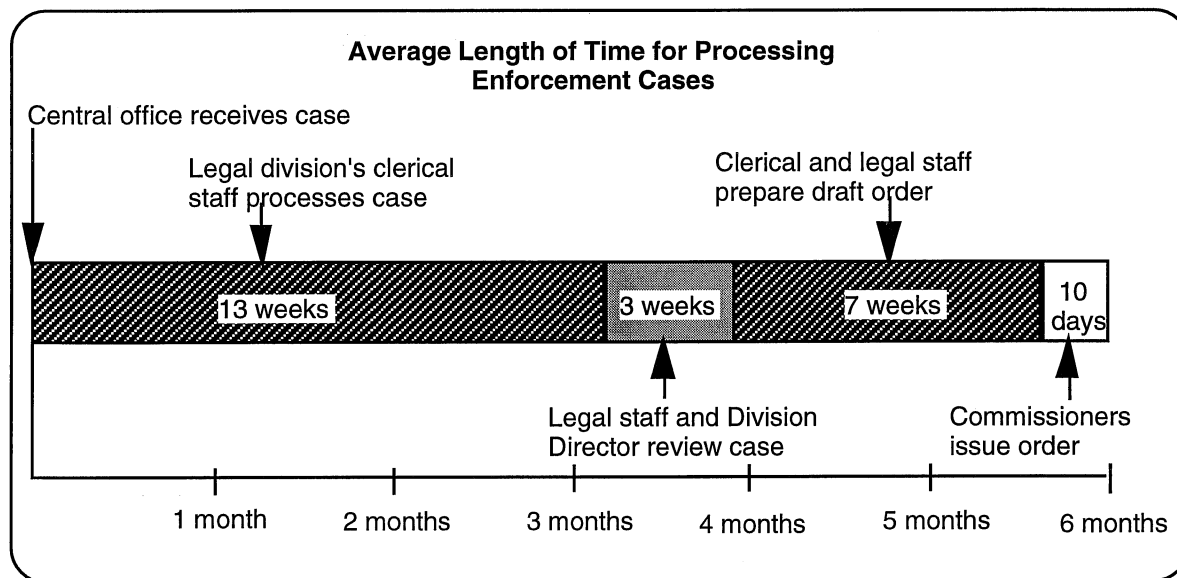 Average Length of Time for Processing
Enforcement Cases
Central office receives case
Legal division's clerical
staff processes case
Clerical and legal staff
prepare draft order
13 weeks
3 weeks
7 weeks
10
days
Legal staff and Division
Director review case
Commissioners
issue order
1 month
2 months
3 months
4 months
5 months
6 months